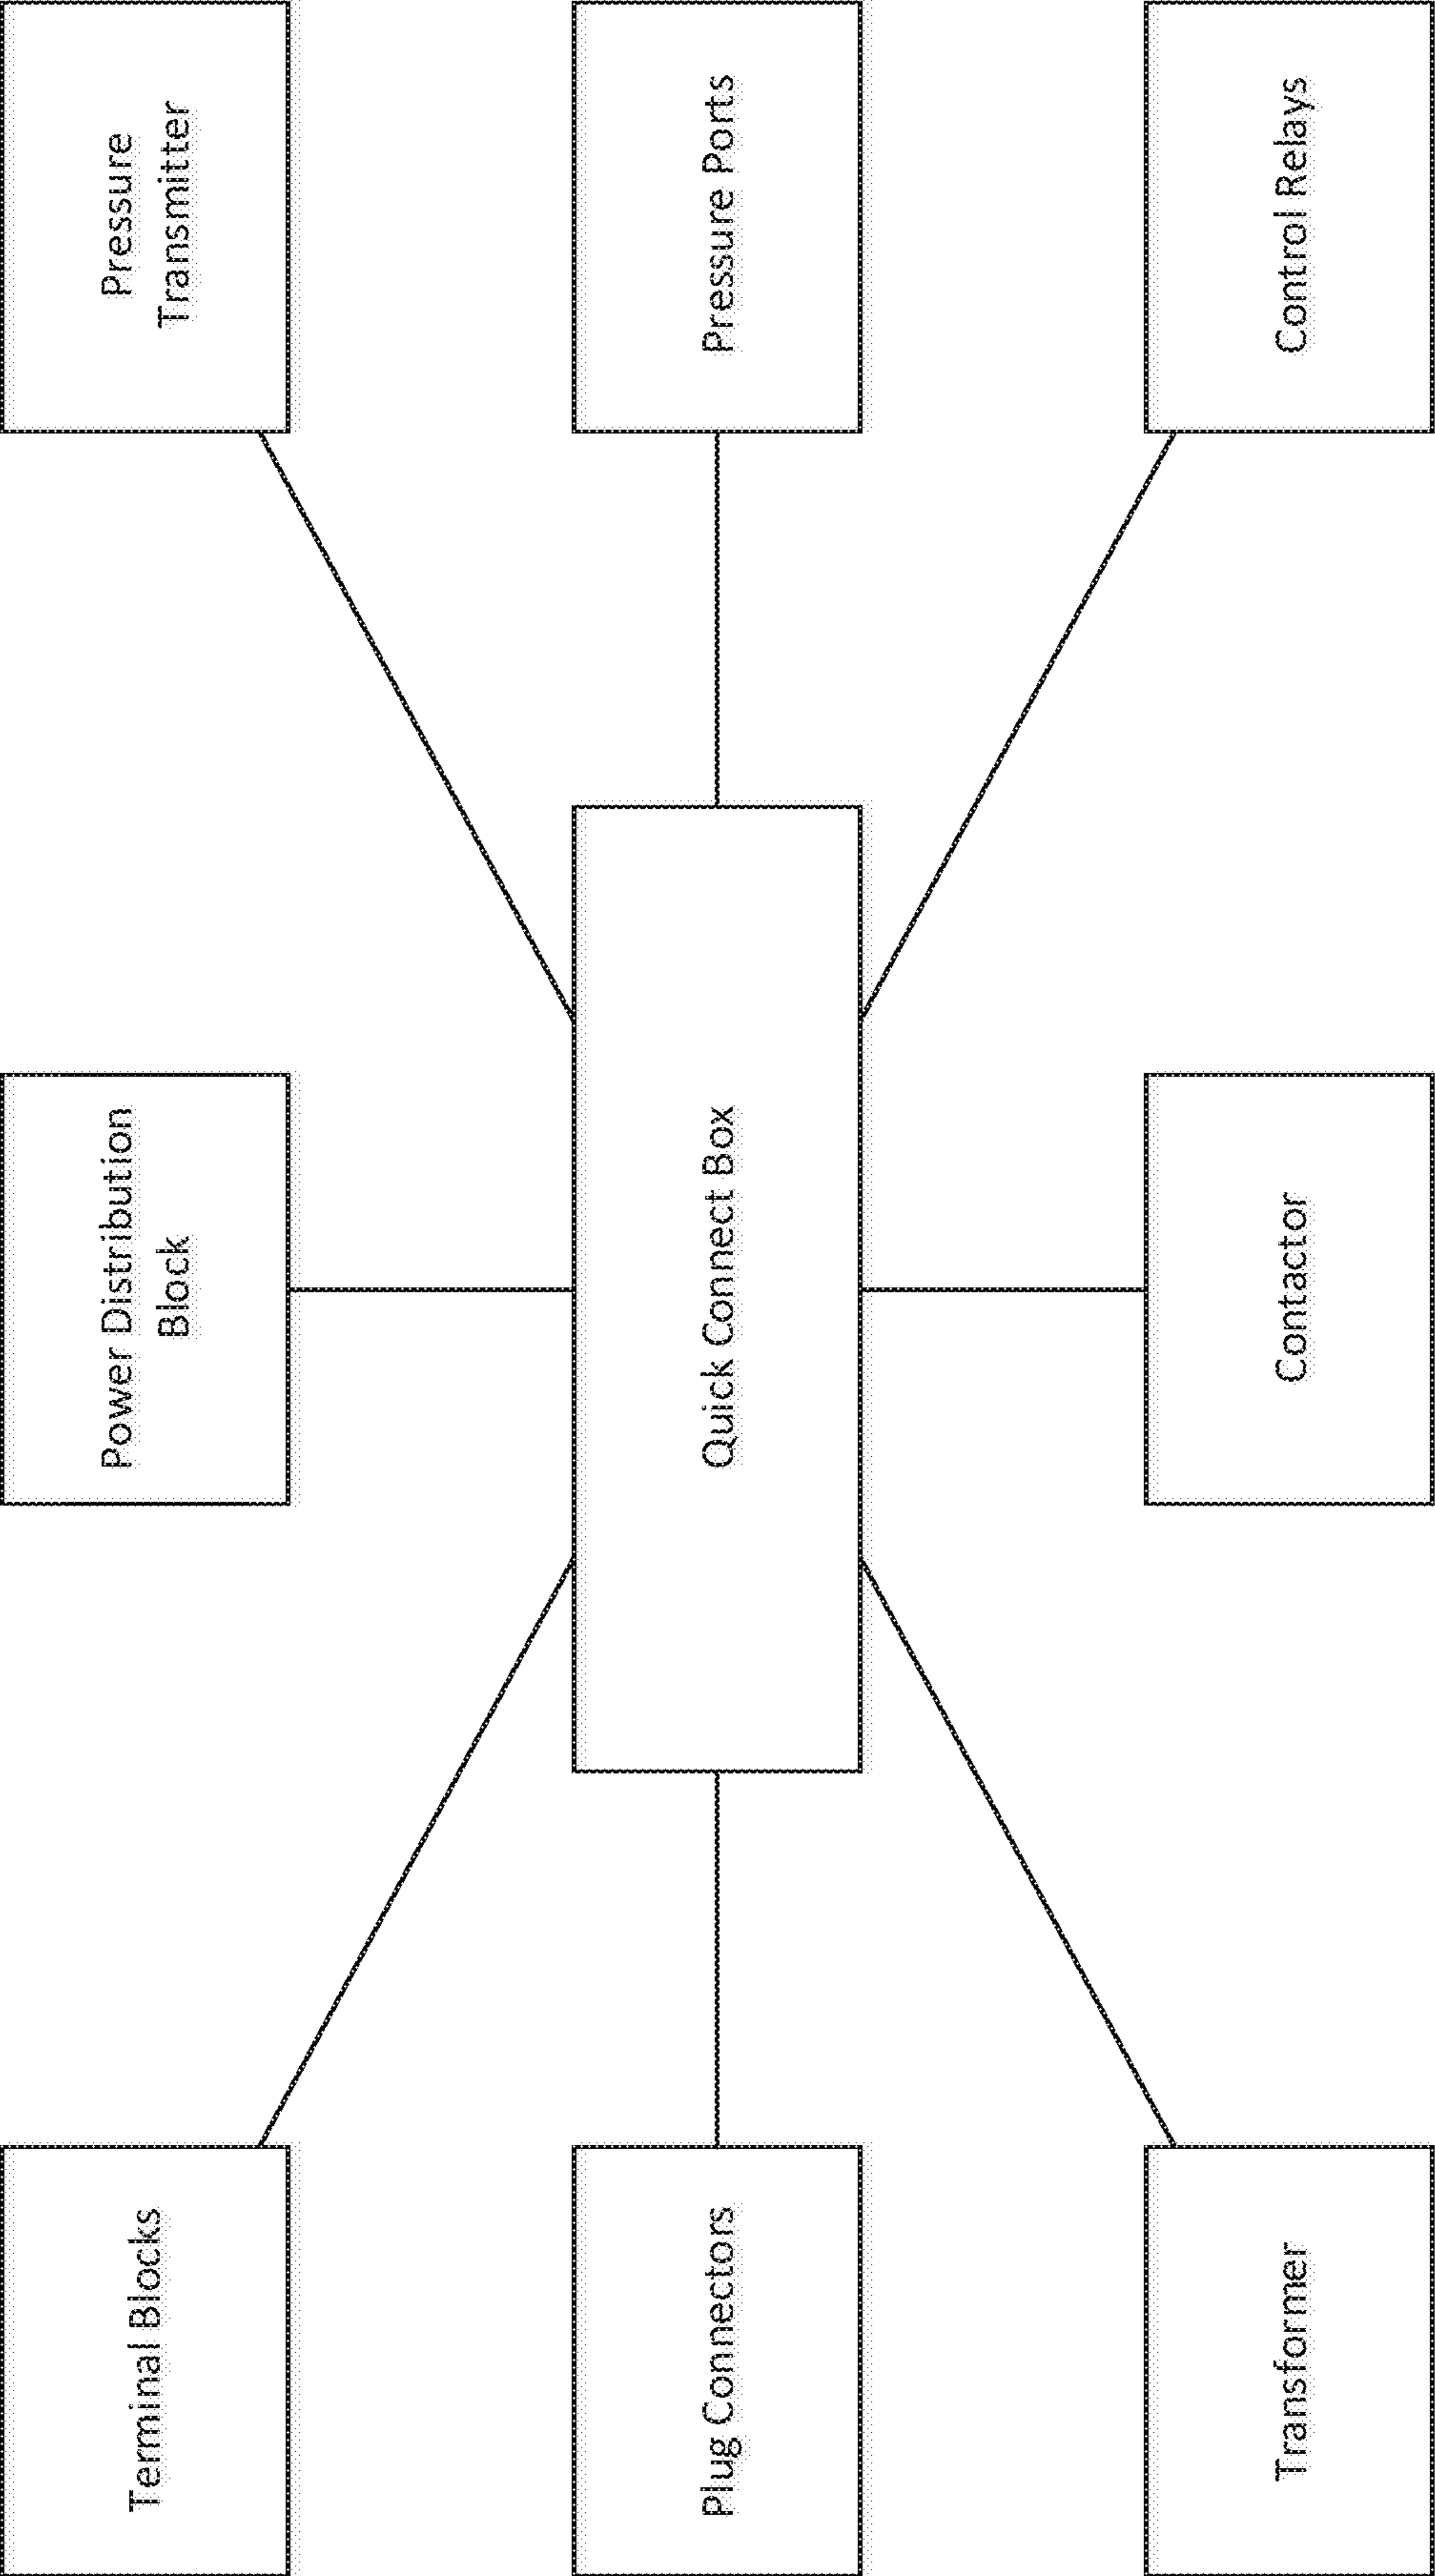 Terminal Blocks
Power Distribution
Block
Pressure
Transmitter
Plug Connectors
Quick Connect Box
Pressure Ports
Transformer
Contactor
Control Relays